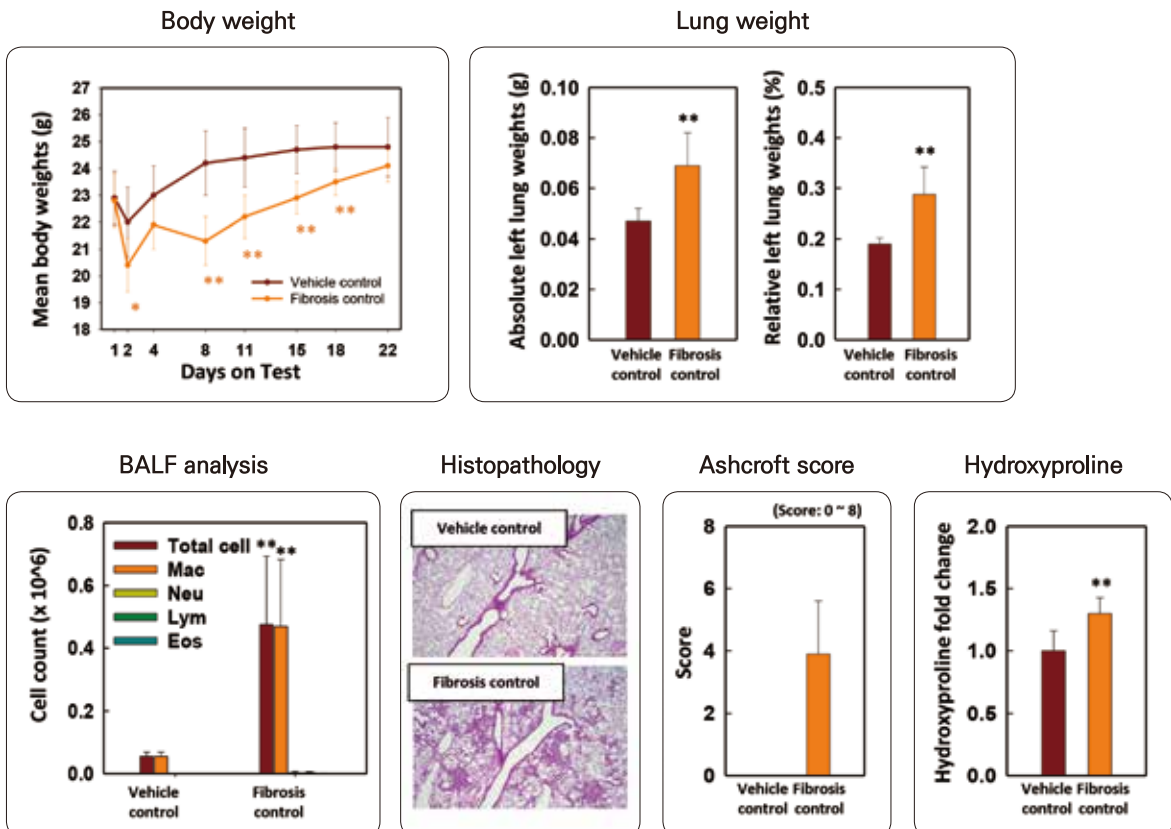 Body weight
Lung weight
Mean body weights (g)
27
26
25
24
23
22
21
20
19
18
*
**
**
**
**
*
Vehicle control
Fibrosis control
1 2 4 8 11 15 18 22
Days on Test
Absolute left lung weights (g)
0.10
0.08
0.06
0.04
0.02
0.00
**
Vehicle Fibrosis
control control
Relative left lung weights (%)
0.5
0.4
0.3
0.2
0.1
0.0
**
Vehicle Fibrosis
control control
BALF analysis
Histopathology
Ashcroft score
Hydroxyproline
Cell count (x 10^6)
0.8
0.6
0.4
0.2
0.0
Total cell
Mac
Neu
Lym
Eos
** **
Vehicle Fibrosis
control control
Vehicle control
Fibrosis control
(Score: 0 ~ 8)
Score
8
6
4
2
0
Vehicle Fibrosis
control control
Hydroxyproline fold change
2.0
1.5
1.0
0.5
0.0
**
Vehicle Fibrosis
control control